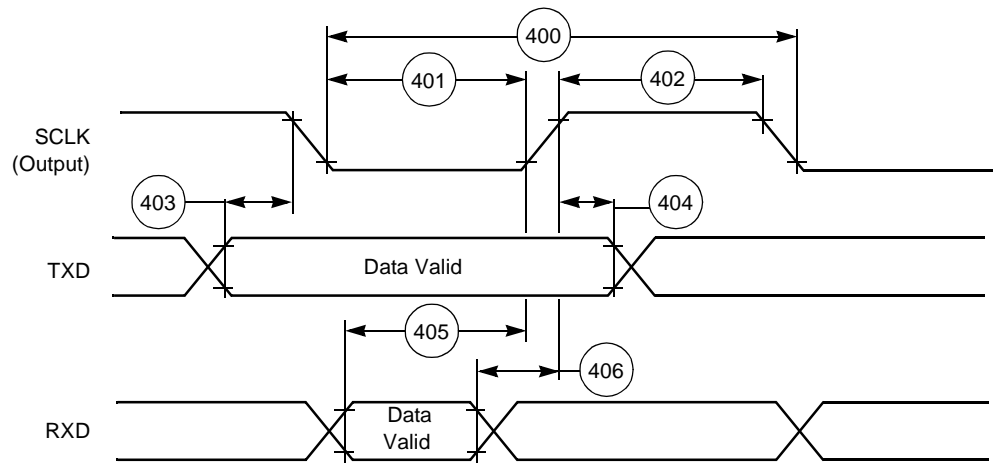 400
401
402
SCLK
(Output)
403
404
TXD
Data Valid
405
406
RXD
Data
Valid